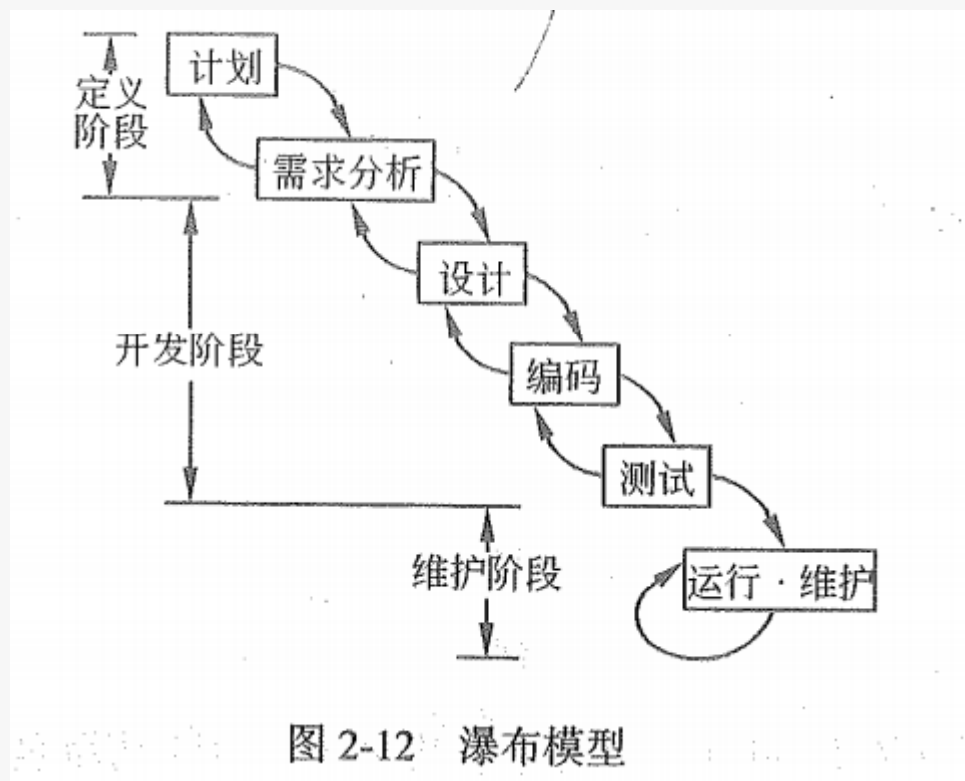 计划
定义
阶段
需求分析
设计
开发阶段
编码
测试
维护阶段
运行·维护
图 2-12 瀑布模型